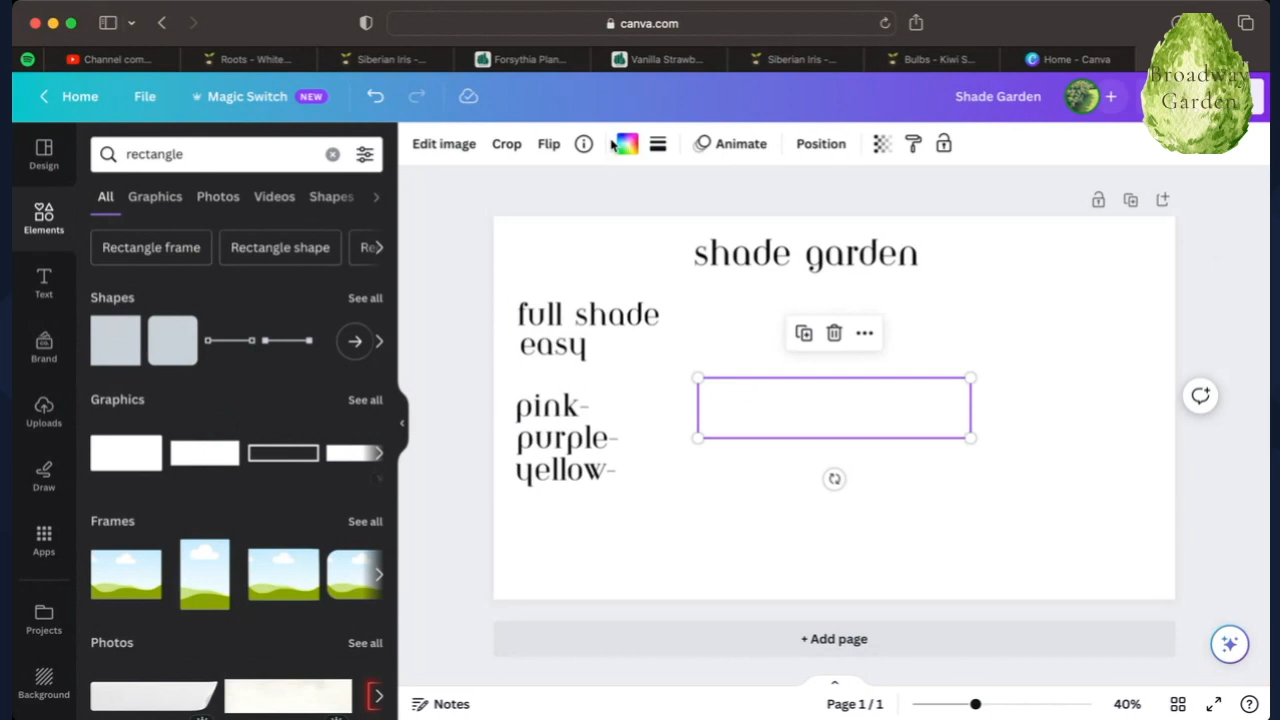 canva.com
Channel com...
Roots - White...
Siberian Iris -...
Forsythia Plan...
Vanilla Strawb...
Siberian Iris -...
Bulbs - Kiwi S...
Home - Canva
Broadway
Garden
Home
File
Magic Switch
NEW
Shade Garden
Design
Elements
Text
Brand
Uploads
Draw
Apps
Projects
Background
rectangle
All
Graphics
Photos
Videos
Shapes
Rectangle frame
Rectangle shape
Re
Shapes
See all
Graphics
See all
Frames
See all
Photos
See all
Edit image
Crop
Flip
Animate
Position
shade garden
full shade
easy
pink-
purple-
yellow-
+ Add page
Notes
Page 1 / 1
40%